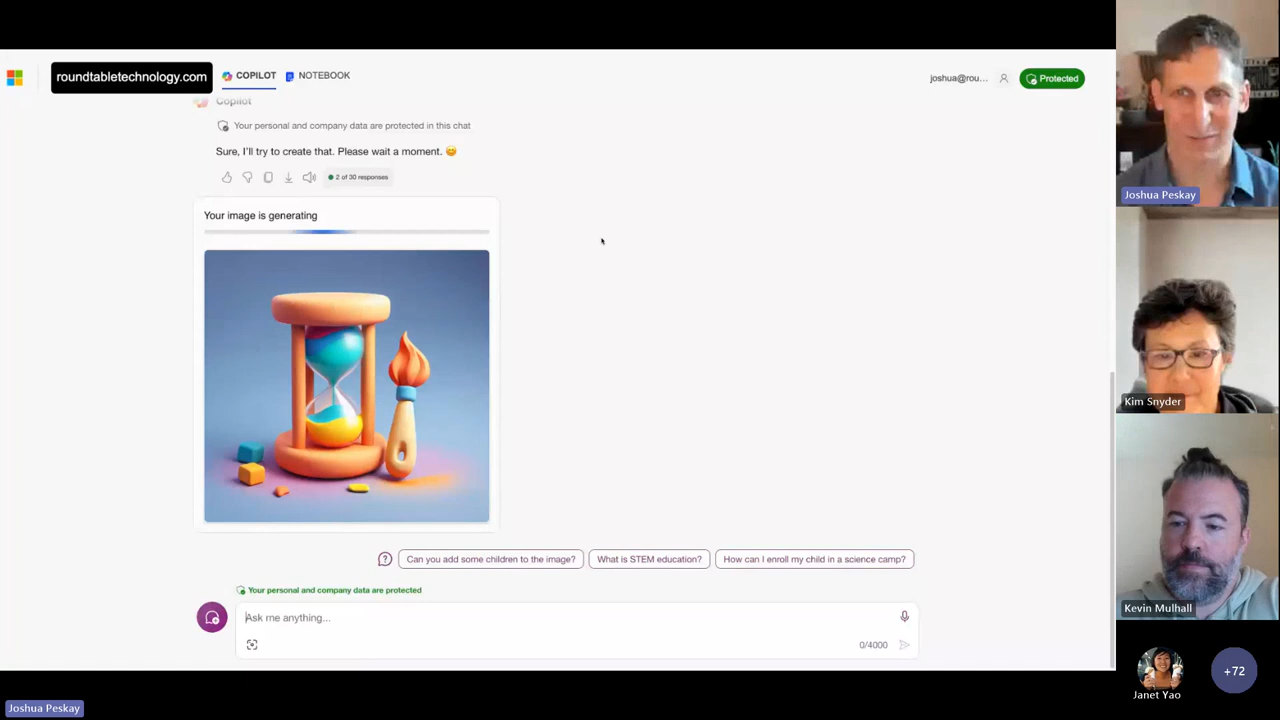 roundtabletechnology.com
COPILOT
NOTEBOOK
joshua@rou...
Protected
Copilot
Your personal and company data are protected in this chat
Sure, I'll try to create that. Please wait a moment. 😊
2 of 30 responses
Your image is generating
Can you add some children to the image?
What is STEM education?
How can I enroll my child in a science camp?
Your personal and company data are protected
Ask me anything...
0/4000
Joshua Peskay
Kim Snyder
Kevin Mulhall
Janet Yao
+72
Joshua Peskay